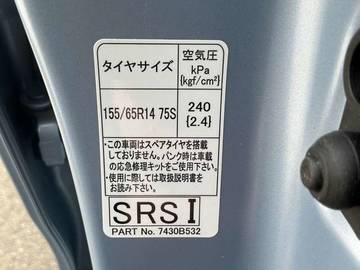 タイヤサイズ
空気圧
kPa
{kgf/cm²}
155/65R14 75S
240
{2.4}
・この車両はスペアタイヤを搭載
しておりません。パンク時は車載
の応急修理キットをご使用ください。
・使用に際しては取扱説明書を
お読み下さい。
SRS I
PART No. 7430B532